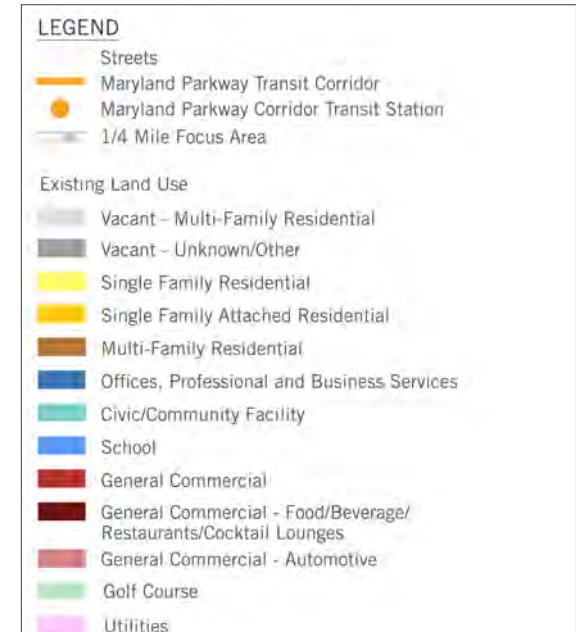 LEGEND
Streets
Maryland Parkway Transit Corridor
Maryland Parkway Corridor Transit Station
1/4 Mile Focus Area
Existing Land Use
Vacant - Multi-Family Residential
Vacant - Unknown/Other
Single Family Residential
Single Family Attached Residential
Multi-Family Residential
Offices, Professional and Business Services
Civic/Community Facility
School
General Commercial
General Commercial - Food/Beverage/
Restaurants/Cocktail Lounges
General Commercial - Automotive
Golf Course
Utilities